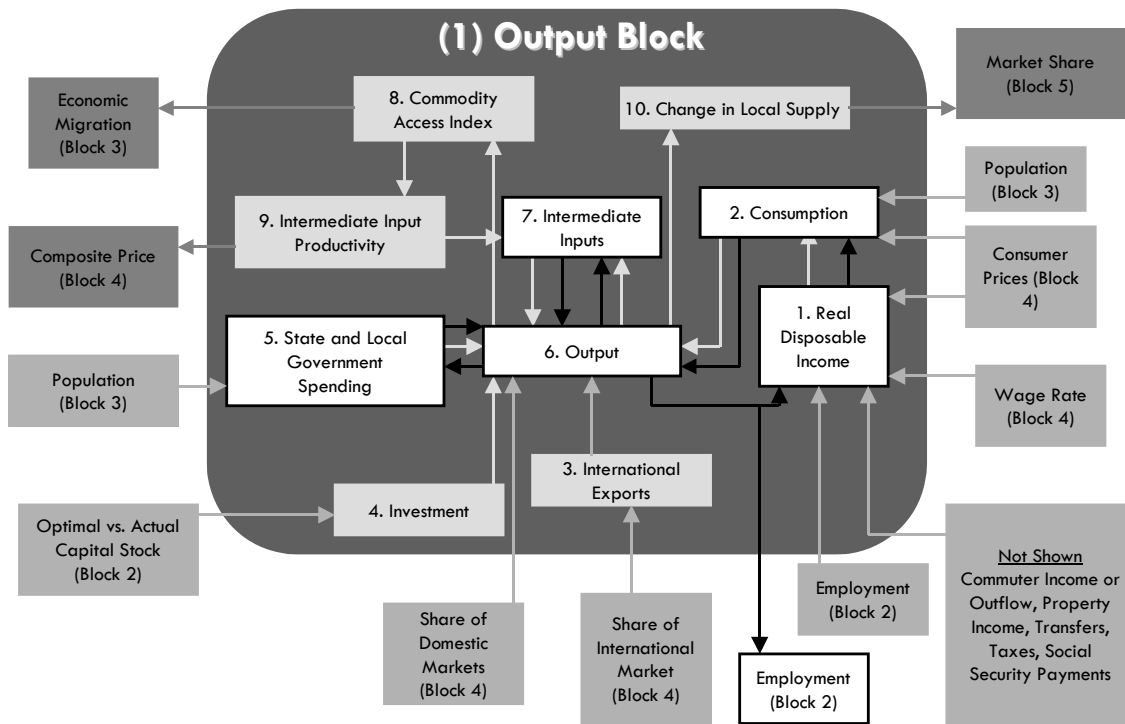 (1) Output Block
Economic
Migration
(Block 3)
8. Commodity
Access Index
10. Change in Local Supply
Market Share
(Block 5)
9. Intermediate Input
Productivity
7. Intermediate
Inputs
2. Consumption
Population
(Block 3)
Composite Price
(Block 4)
Consumer
Prices (Block
4)
5. State and Local
Government
Spending
6. Output
1. Real
Disposable
Income
Population
(Block 3)
Wage Rate
(Block 4)
3. International
Exports
4. Investment
Optimal vs. Actual
Capital Stock
(Block 2)
Share of
Domestic
Markets
(Block 4)
Share of
International
Market
(Block 4)
Employment
(Block 2)
Employment
(Block 2)
Not Shown
Commuter Income or
Outflow, Property
Income, Transfers,
Taxes, Social
Security Payments